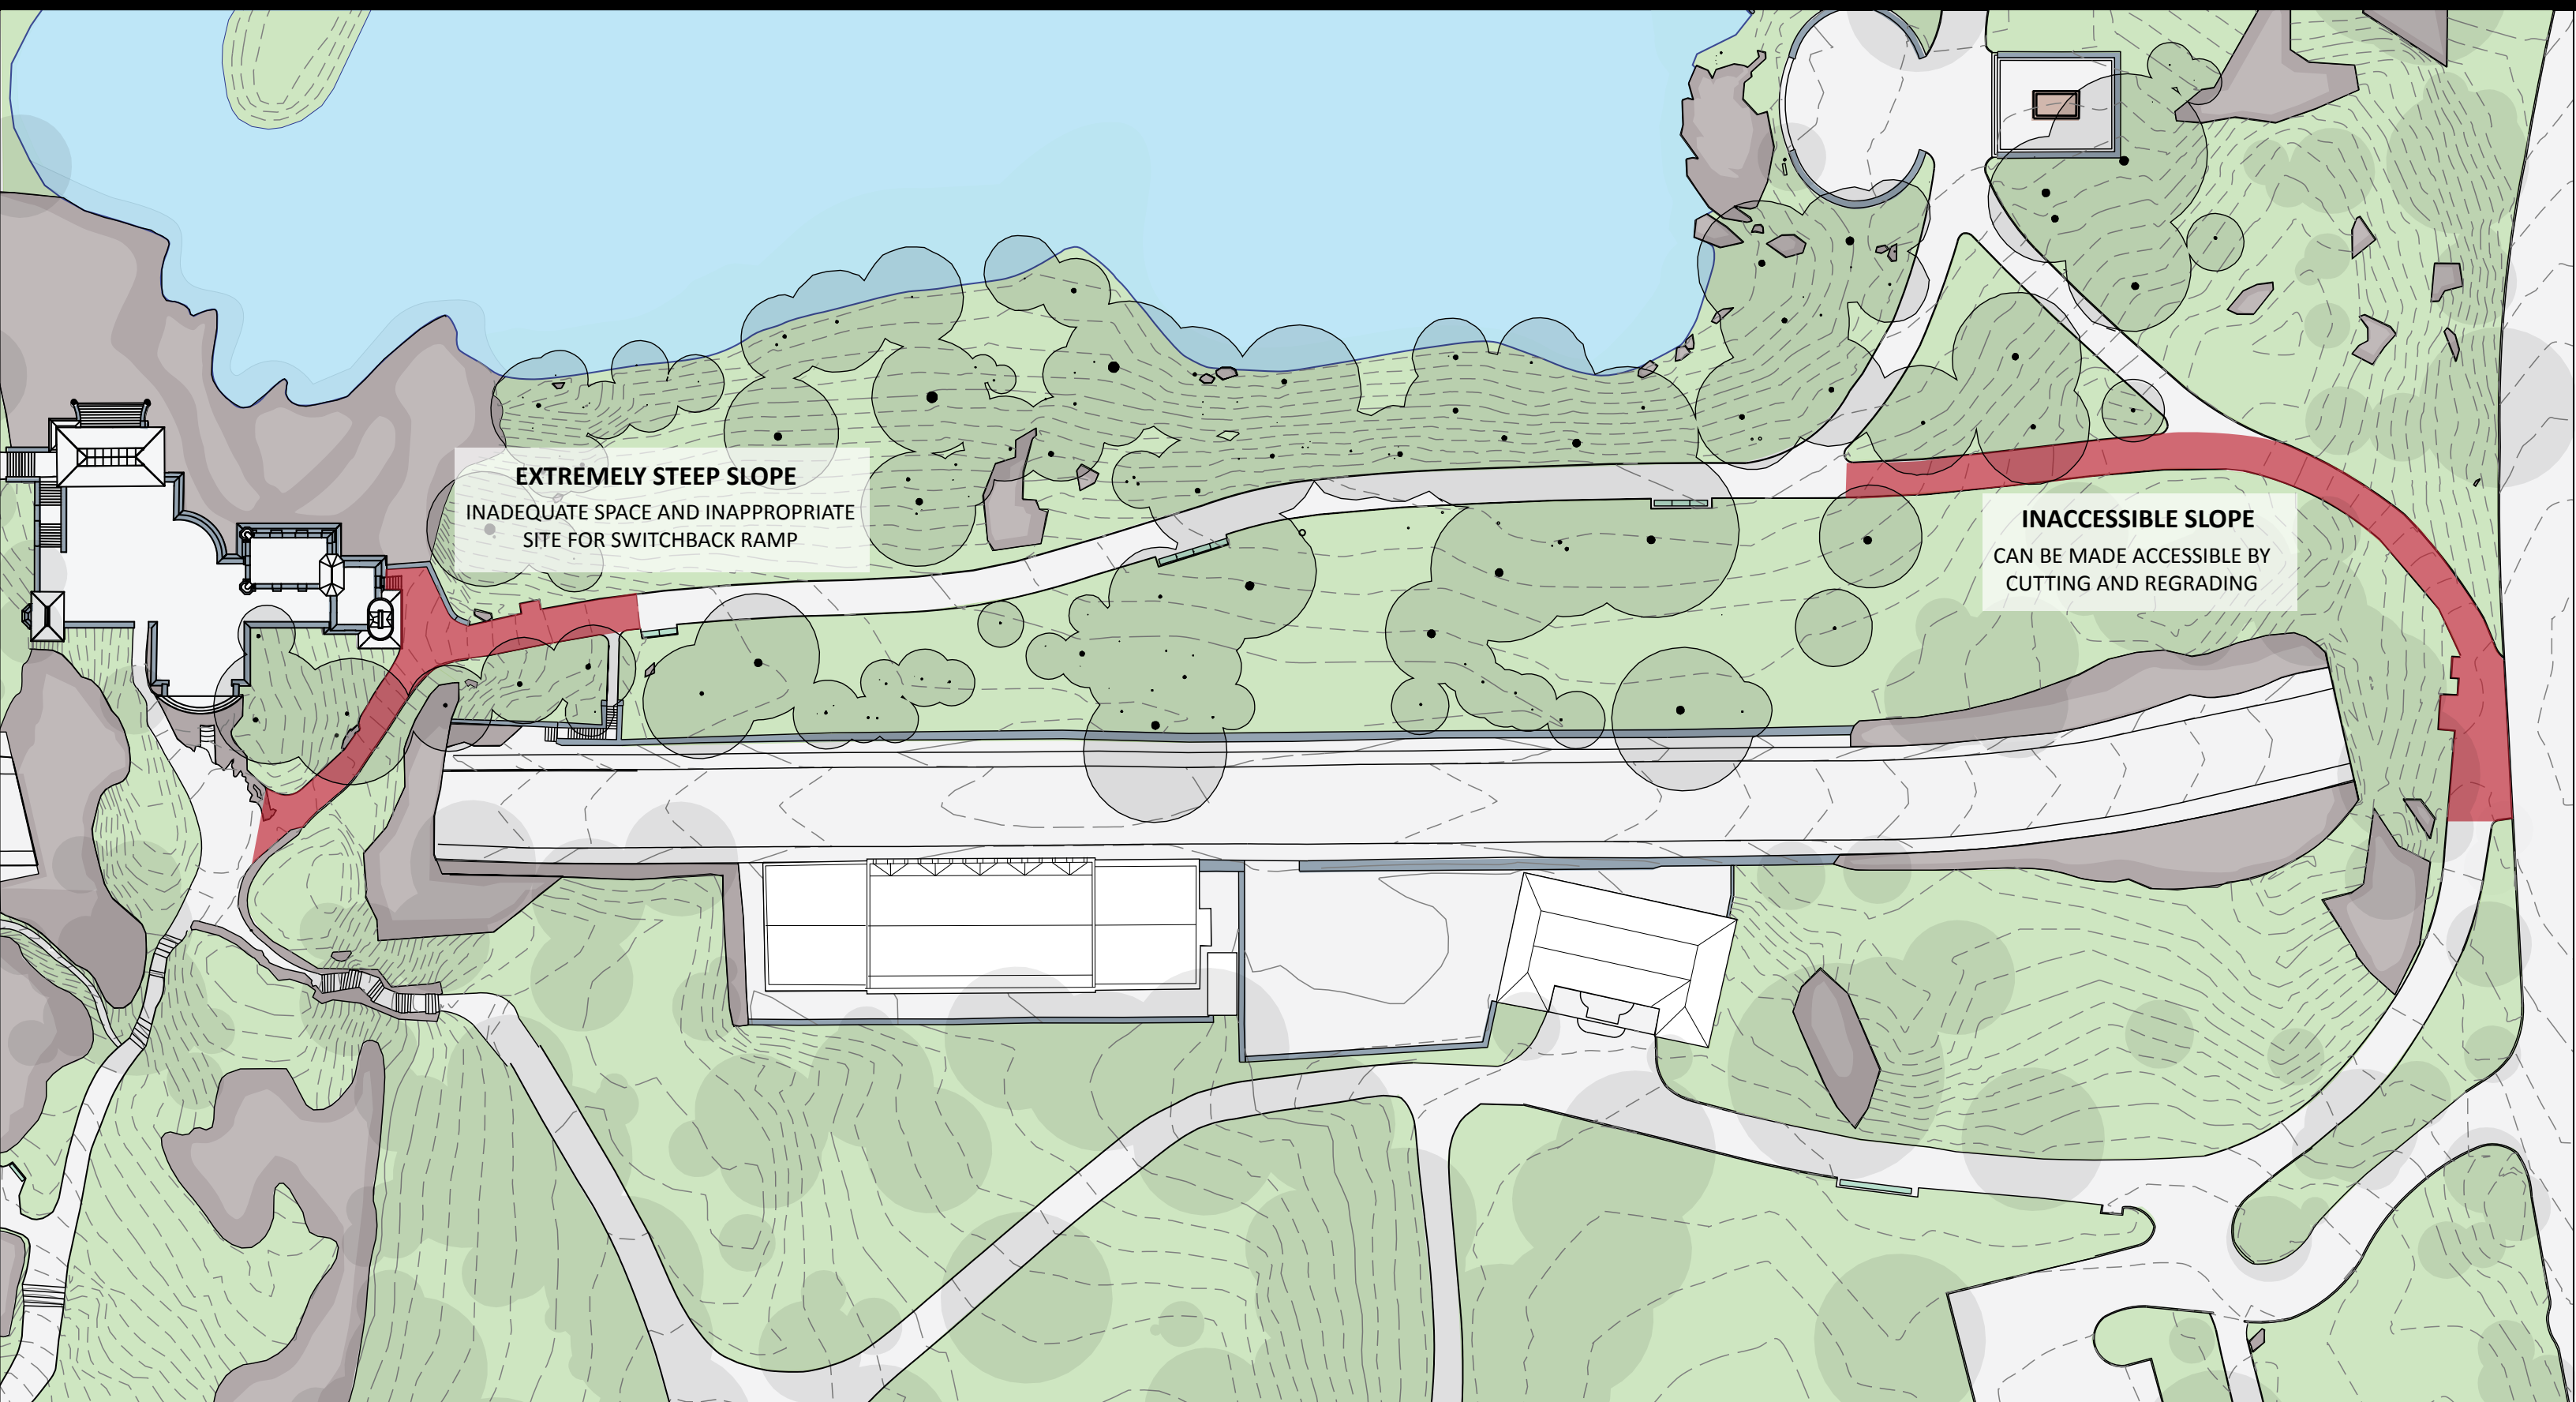 EXTREMELY STEEP SLOPE
INADEQUATE SPACE AND INAPPROPRIATE
SITE FOR SWITCHBACK RAMP
INACCESSIBLE SLOPE
CAN BE MADE ACCESSIBLE BY
CUTTING AND REGRADING